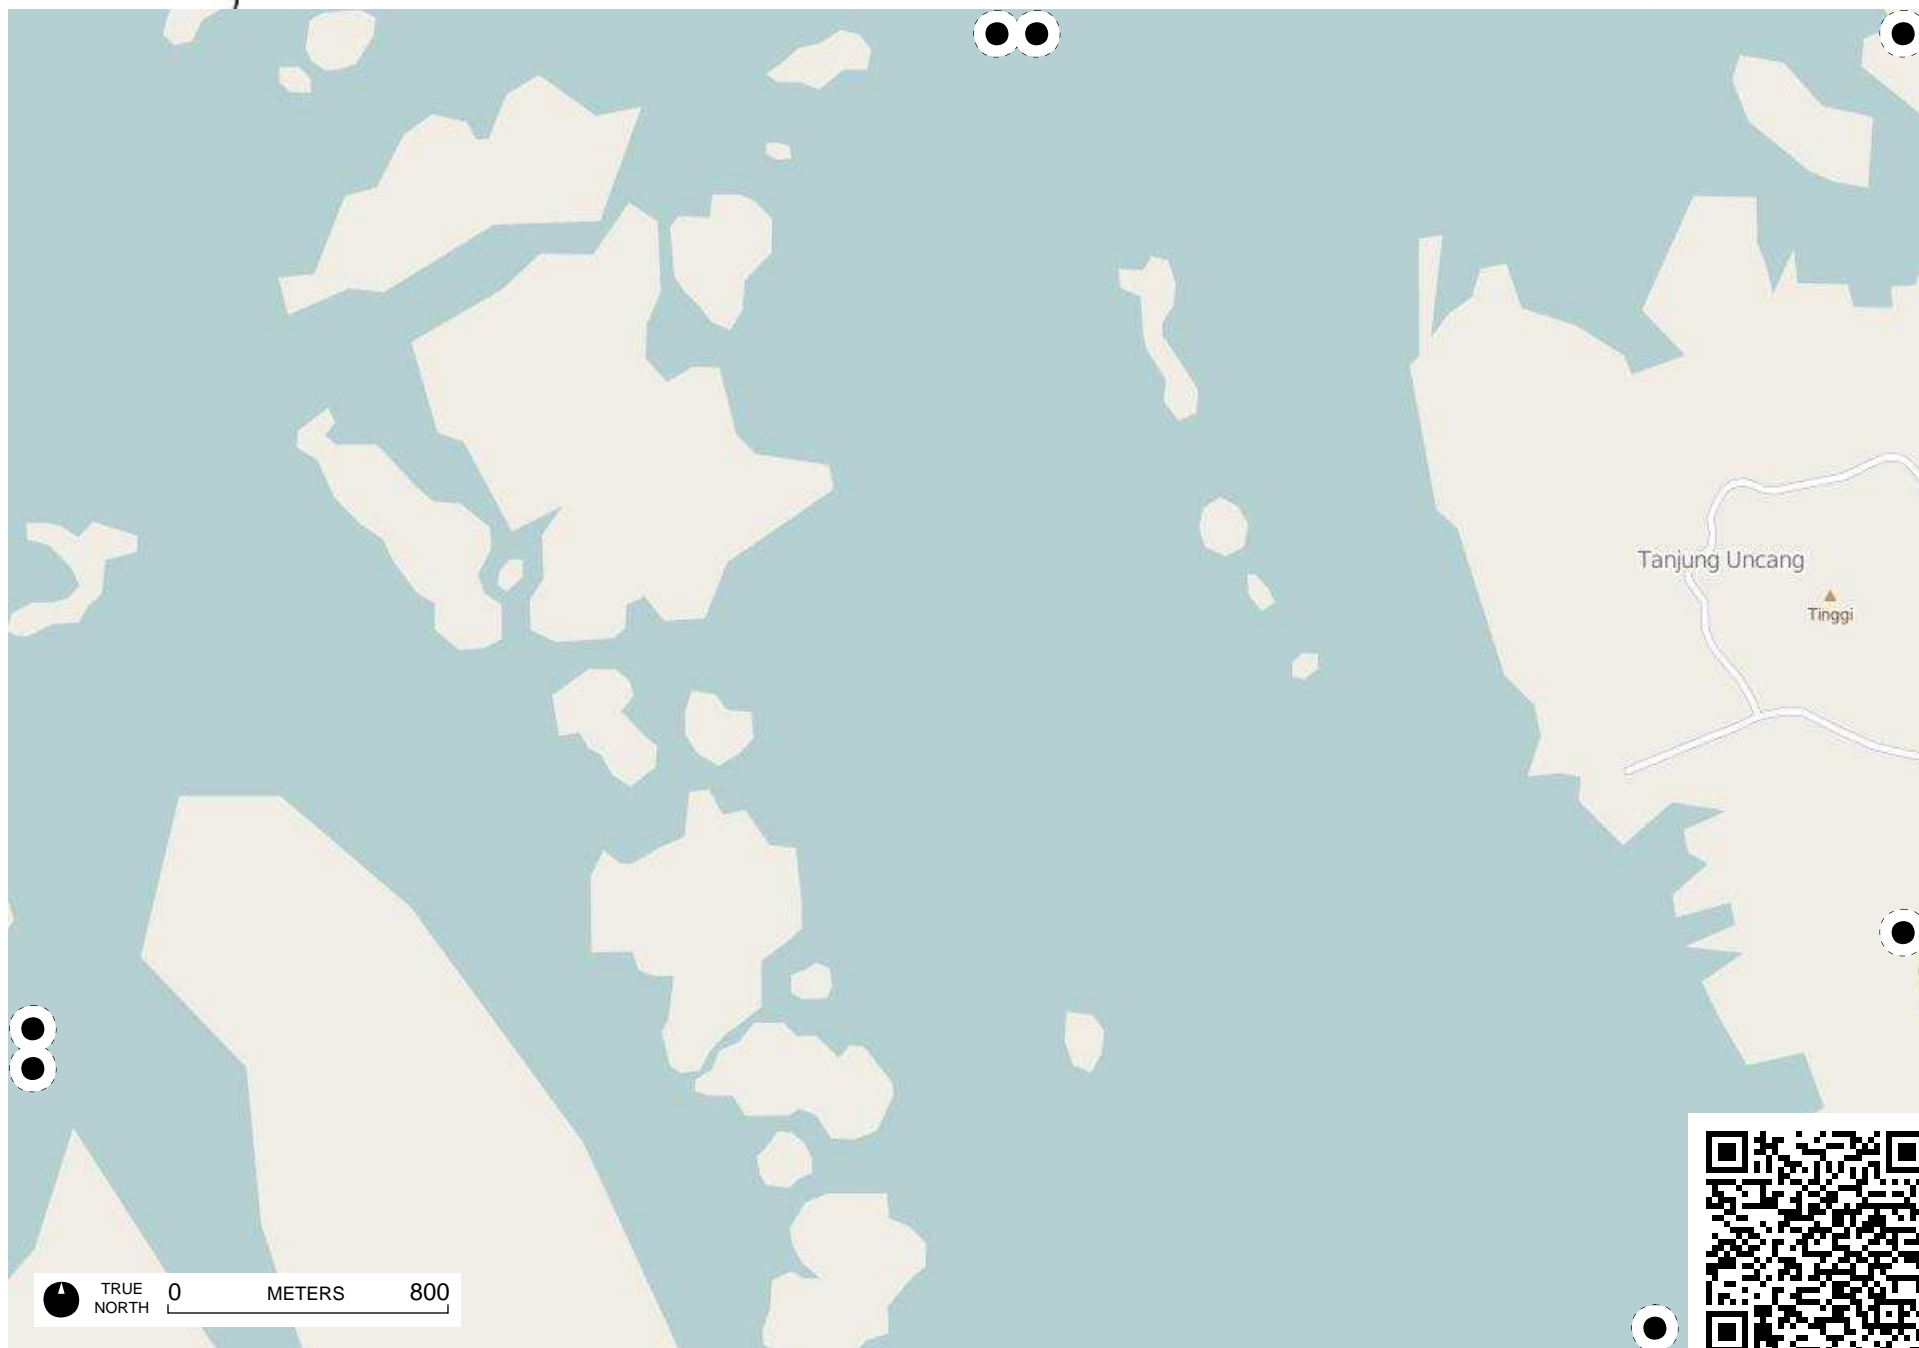 Tanjung Uncang
Tinggi
TRUE
NORTH
0 METERS 800